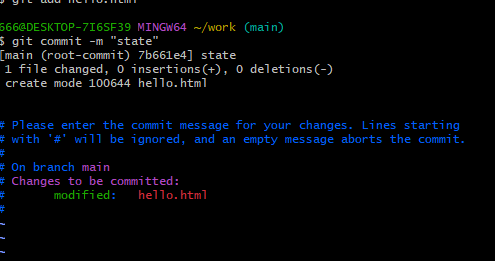 $ git add hello.html
666@DESKTOP-7I6SF39 MINGW64 ~/work (main)
$ git commit -m "state"
[main (root-commit) 7b661e4] state
 1 file changed, 0 insertions(+), 0 deletions(-)
 create mode 100644 hello.html
# Please enter the commit message for your changes. Lines starting
# with '#' will be ignored, and an empty message aborts the commit.
#
# On branch main
# Changes to be committed:
#       modified:   hello.html
#
~
~
~